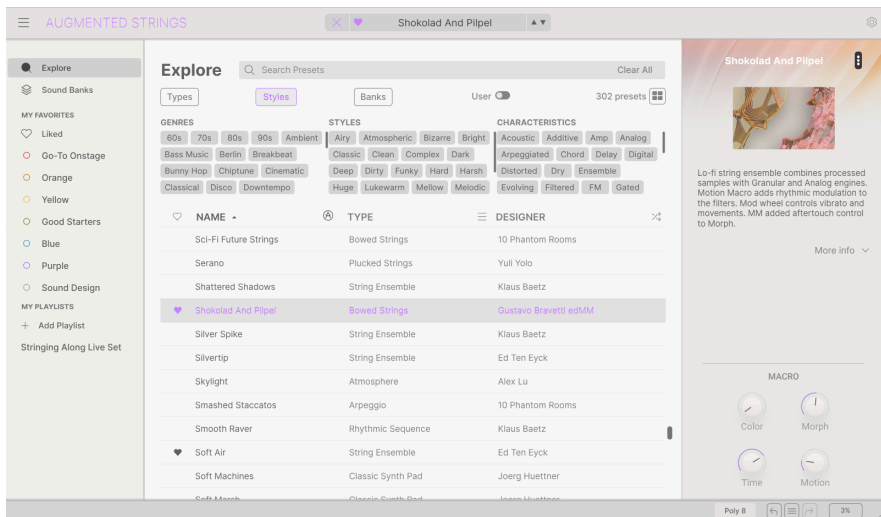 AUGMENTED STRINGS
Shokolad And Pilpel
Explore
Sound Banks
MY FAVORITES
Liked
Go-To Onstage
Orange
Yellow
Good Starters
Blue
Purple
Sound Design
MY PLAYLISTS
Add Playlist
Stringing Along Live Set
Explore
Search Presets
Clear All
Types
Styles
Banks
User
302 presets
GENRES
60s 70s 80s 90s Ambient
Bass Music Berlin Breakbeat
Bunny Hop Chiptune Cinematic
Classical Disco Downtempo
STYLES
Airy Atmospheric Bizarre Bright
Classic Clean Complex Dark
Deep Dirty Funky Hard Harsh
Huge Lukewarm Mellow Melodic
CHARACTERISTICS
Acoustic Additive Amp Analog
Arpeggiated Chord Delay Digital
Distorted Dry Ensemble
Evolving Filtered FM Gated
NAME TYPE DESIGNER
Sci-Fi Future Strings Bowed Strings 10 Phantom Rooms
Serano Plucked Strings Yuli Yolo
Shattered Shadows String Ensemble Klaus Baetz
Shokolad And Pilpel Bowed Strings Gustavo Bravetti edMM
Silver Spike String Ensemble Klaus Baetz
Silvertip String Ensemble Ed Ten Eyck
Skylight Atmosphere Alex Lu
Smashed Staccatos Arpeggio 10 Phantom Rooms
Smooth Raver Rhythmic Sequence Klaus Baetz
Soft Air String Ensemble Ed Ten Eyck
Soft Machines Classic Synth Pad Joerg Huettner
Soft March Classic Synth Pad Joerg Huettner
Shokolad And Pilpel
Lo-fi string ensemble combines processed
samples with Granular and Analog engines.
Motion Macro adds rhythmic modulation to
the filters. Mod wheel controls vibrato and
movements. MM added aftertouch control
to Morph.
More info
MACRO
Color Morph
Time Motion
Poly 8
3%